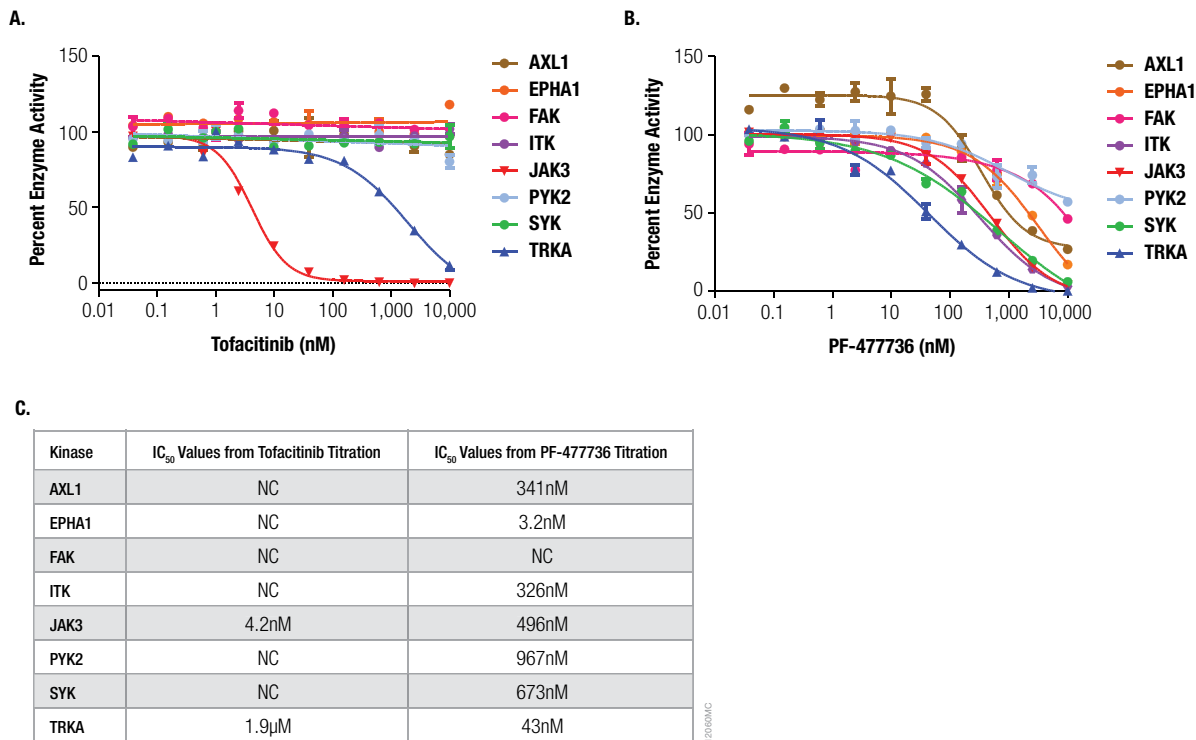 A.
150
100
50
0
Percent Enzyme Activity
0.01 0.1 1 10 100 1,000 10,000
Tofacitinib (nM)
AXL1
EPHA1
FAK
ITK
JAK3
PYK2
SYK
TRKA
B.
150
100
50
0
Percent Enzyme Activity
0.01 0.1 1 10 100 1,000 10,000
PF-477736 (nM)
AXL1
EPHA1
FAK
ITK
JAK3
PYK2
SYK
TRKA
C.
Kinase IC50 Values from Tofacitinib Titration IC50 Values from PF-477736 Titration
AXL1 NC 341nM
EPHA1 NC 3.2nM
FAK NC NC
ITK NC 326nM
JAK3 4.2nM 496nM
PYK2 NC 967nM
SYK NC 673nM
TRKA 1.9µM 43nM